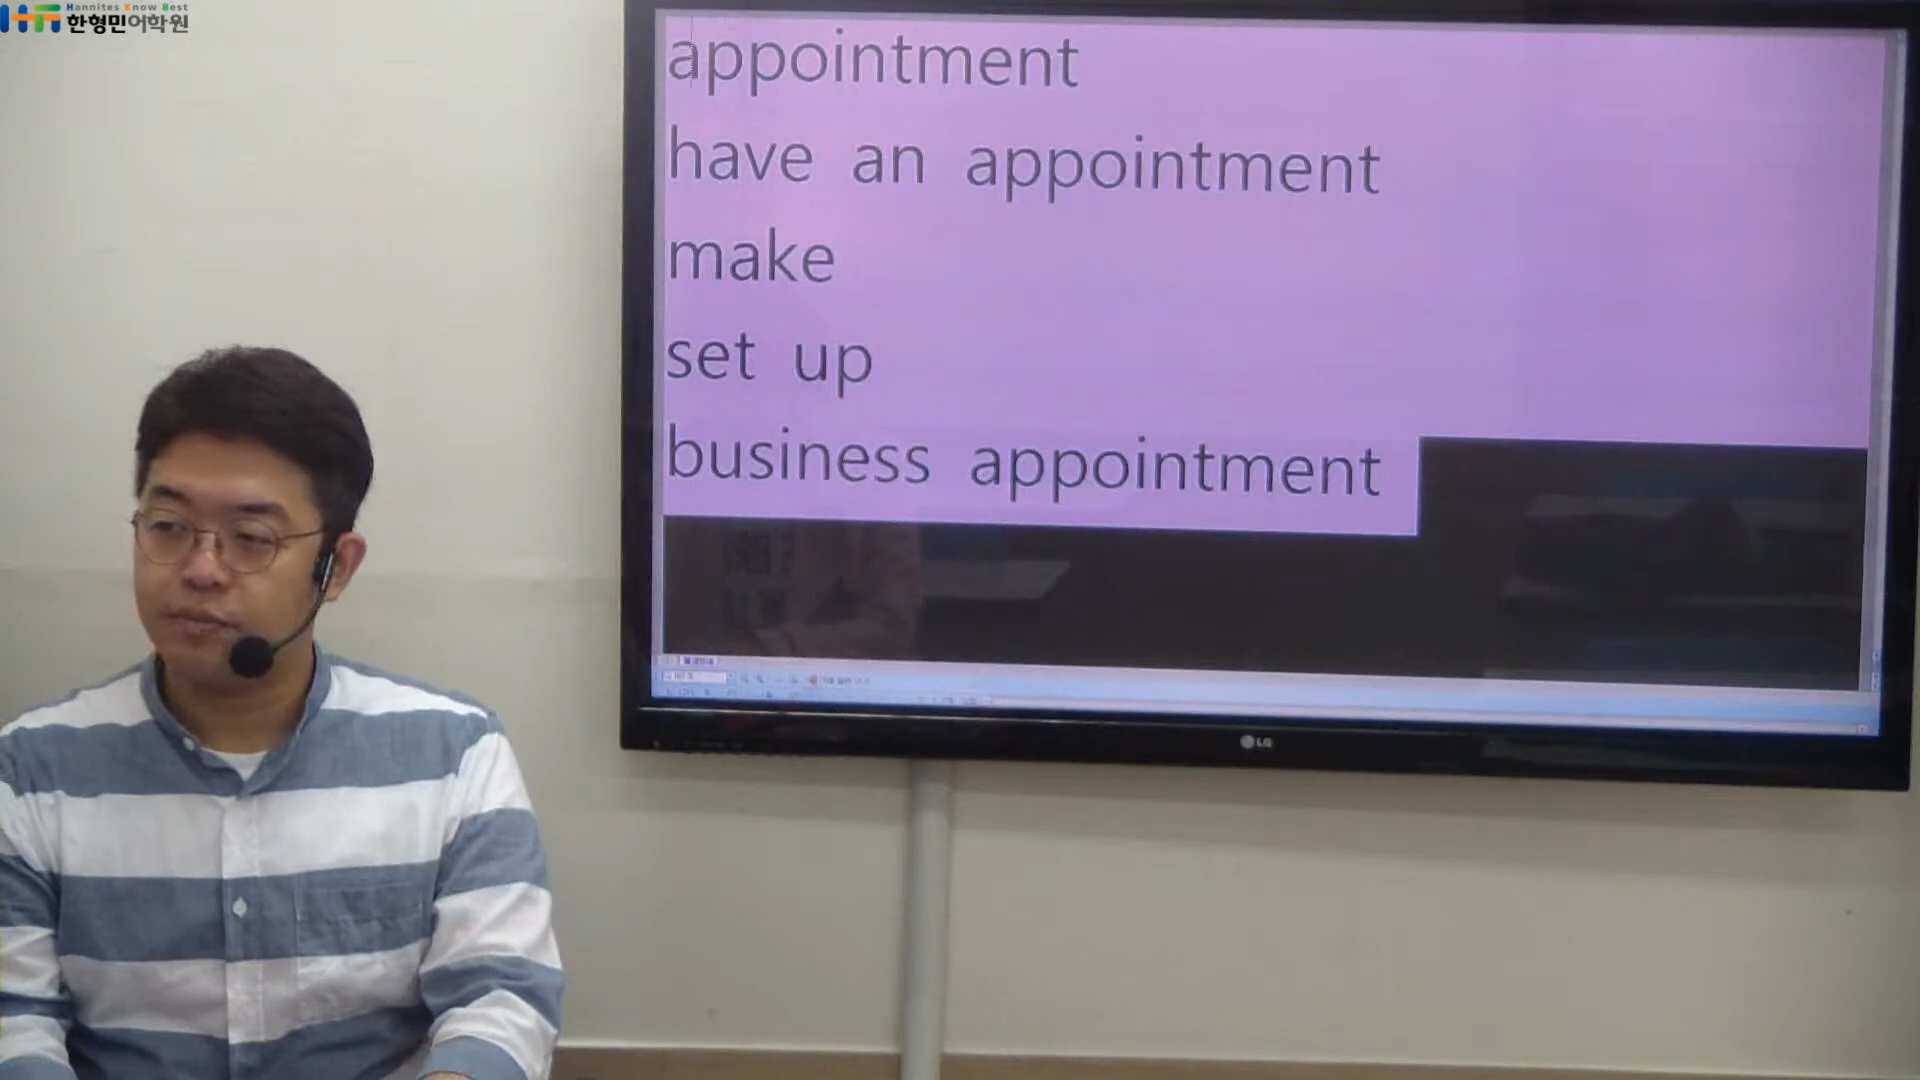 Hannites Know Best
한형민어학원
appointment
have an appointment
make
set up
business appointment
LG